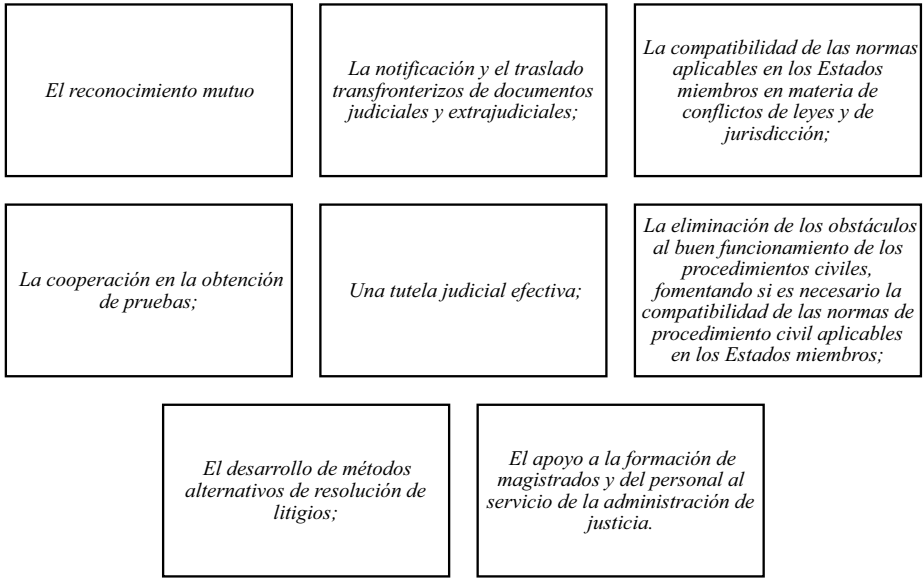 El reconocimiento mutuo
La notificación y el traslado
transfronterizos de documentos
judiciales y extrajudiciales;
La compatibilidad de las normas
aplicables en los Estados
miembros en materia de
conflictos de leyes y de
jurisdicción;
La cooperación en la obtención
de pruebas;
Una tutela judicial efectiva;
La eliminación de los obstáculos
al buen funcionamiento de los
procedimientos civiles,
fomentando si es necesario la
compatibilidad de las normas de
procedimiento civil aplicables
en los Estados miembros;
El desarrollo de métodos
alternativos de resolución de
litigios;
El apoyo a la formación de
magistrados y del personal al
servicio de la administración de
justicia.